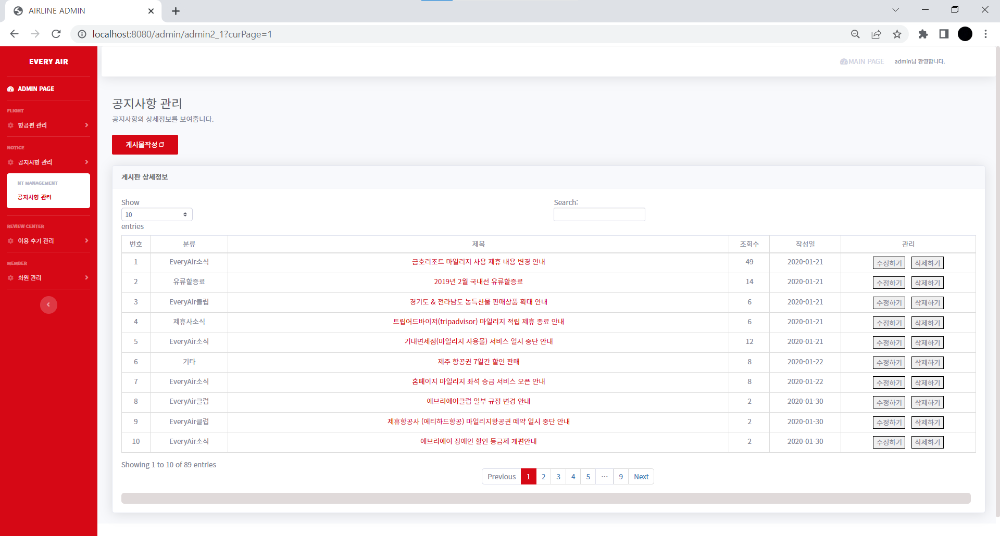 AIRLINE ADMIN
localhost:8080/admin/admin2_1?curPage=1
EVERY AIR
ADMIN PAGE
FLIGHT
항공편 관리
NOTICE
공지사항 관리
NT MANAGEMENT
공지사항 관리
REVIEW CENTER
이용 후기 관리
MEMBER
회원 관리
MAIN PAGE admin님 환영합니다.
공지사항 관리
공지사항의 상세정보를 보여줍니다.
게시물작성
게시판 상세정보
Show
10
entries
Search:
번호 분류 제목 조회수 작성일 관리
1 EveryAir소식 금호리조트 마일리지 사용 제휴 내용 변경 안내 49 2020-01-21 수정하기 삭제하기
2 유류할증료 2019년 2월 국내선 유류할증료 14 2020-01-21 수정하기 삭제하기
3 EveryAir클럽 경기도 & 전라남도 농특산물 판매상품 확대 안내 6 2020-01-21 수정하기 삭제하기
4 제휴사소식 트립어드바이저(tripadvisor) 마일리지 적립 제휴 종료 안내 6 2020-01-21 수정하기 삭제하기
5 EveryAir소식 기내면세점(마일리지 사용몰) 서비스 일시 중단 안내 12 2020-01-21 수정하기 삭제하기
6 기타 제주 항공권 7일간 할인 판매 8 2020-01-22 수정하기 삭제하기
7 EveryAir소식 홈페이지 마일리지 좌석 승급 서비스 오픈 안내 8 2020-01-22 수정하기 삭제하기
8 EveryAir클럽 에브리에어클럽 일부 규정 변경 안내 2 2020-01-30 수정하기 삭제하기
9 EveryAir클럽 제휴항공사 (에티하드항공) 마일리지항공권 예약 일시 중단 안내 2 2020-01-30 수정하기 삭제하기
10 EveryAir소식 에브리에어 장애인 할인 등급제 개편안내 2 2020-01-30 수정하기 삭제하기
Showing 1 to 10 of 89 entries
Previous 1 2 3 4 5 … 9 Next